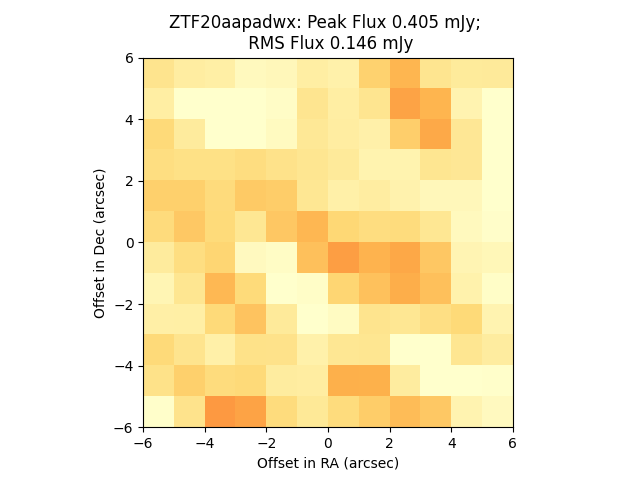 ZTF20aapadwx: Peak Flux 0.405 mJy;
RMS Flux 0.146 mJy
6
4
2
0
−2
−4
−6
Offset in Dec (arcsec)
−6 −4 −2 0 2 4 6
Offset in RA (arcsec)